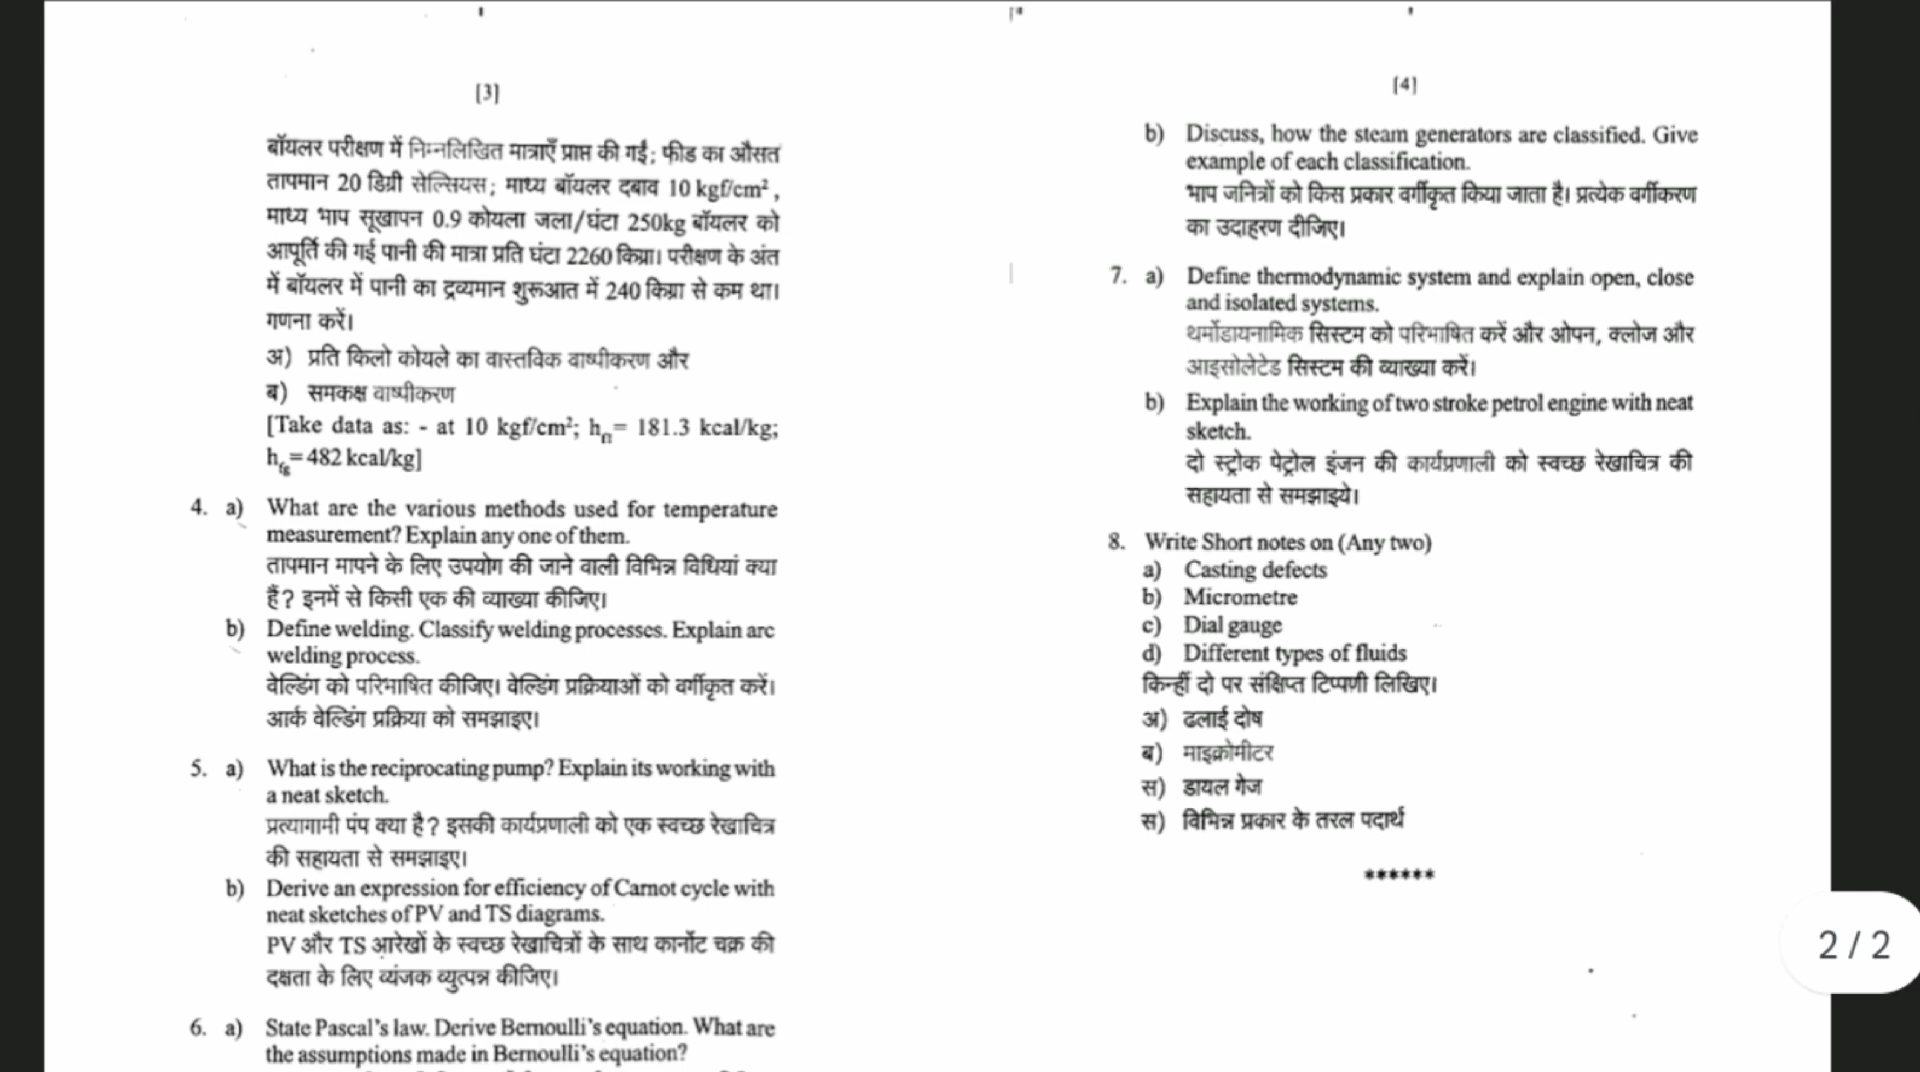 [3]
बॉयलर परीक्षण में निम्नलिखित मात्राएँ प्राप्त की गई; फीड का औसत
तापमान 20 डिग्री सेल्सियस; माध्य बॉयलर दबाव 10 kgf/cm²,
माध्य भाप सूखापन 0.9 कोयला जला/घंटा 250kg बॉयलर को
आपूर्ति की गई पानी की मात्रा प्रति घंटा 2260 किग्रा। परीक्षण के अंत
में बॉयलर में पानी का द्रव्यमान शुरूआत में 240 किग्रा से कम था।
गणना करें।
अ) प्रति किलो कोयले का वास्तविक वाष्पीकरण और
ब) समकक्ष वाष्पीकरण
[Take data as: - at 10 kgf/cm²; hfl= 181.3 kcal/kg;
hfg=482 kcal/kg]
4. a) What are the various methods used for temperature
measurement? Explain any one of them.
तापमान मापने के लिए उपयोग की जाने वाली विभिन्न विधियां क्या
हैं? इनमें से किसी एक की व्याख्या कीजिए।
b) Define welding. Classify welding processes. Explain arc
welding process.
वेल्डिंग को परिभाषित कीजिए। वेल्डिंग प्रक्रियाओं को वर्गीकृत करें।
आर्क वेल्डिंग प्रक्रिया को समझाइए।
5. a) What is the reciprocating pump? Explain its working with
a neat sketch.
प्रत्यागामी पंप क्या है? इसकी कार्यप्रणाली को एक स्वच्छ रेखाचित्र
की सहायता से समझाइए।
b) Derive an expression for efficiency of Carnot cycle with
neat sketches of PV and TS diagrams.
PV और TS आरेखों के स्वच्छ रेखाचित्रों के साथ कार्नोट चक्र की
दक्षता के लिए व्यंजक व्युत्पन्न कीजिए।
6. a) State Pascal's law. Derive Bernoulli's equation. What are
the assumptions made in Bernoulli's equation?
[4]
b) Discuss, how the steam generators are classified. Give
example of each classification.
भाप जनित्रों को किस प्रकार वर्गीकृत किया जाता है। प्रत्येक वर्गीकरण
का उदाहरण दीजिए।
7. a) Define thermodynamic system and explain open, close
and isolated systems.
थर्मोडायनामिक सिस्टम को परिभाषित करें और ओपन, क्लोज और
आइसोलेटेड सिस्टम की व्याख्या करें।
b) Explain the working of two stroke petrol engine with neat
sketch.
दो स्ट्रोक पेट्रोल इंजन की कार्यप्रणाली को स्वच्छ रेखाचित्र की
सहायता से समझाइये।
8. Write Short notes on (Any two)
a) Casting defects
b) Micrometre
c) Dial gauge
d) Different types of fluids
किन्हीं दो पर संक्षिप्त टिप्पणी लिखिए।
अ) ढलाई दोष
ब) माइक्रोमीटर
स) डायल गेज
स) विभिन्न प्रकार के तरल पदार्थ
******
2 / 2